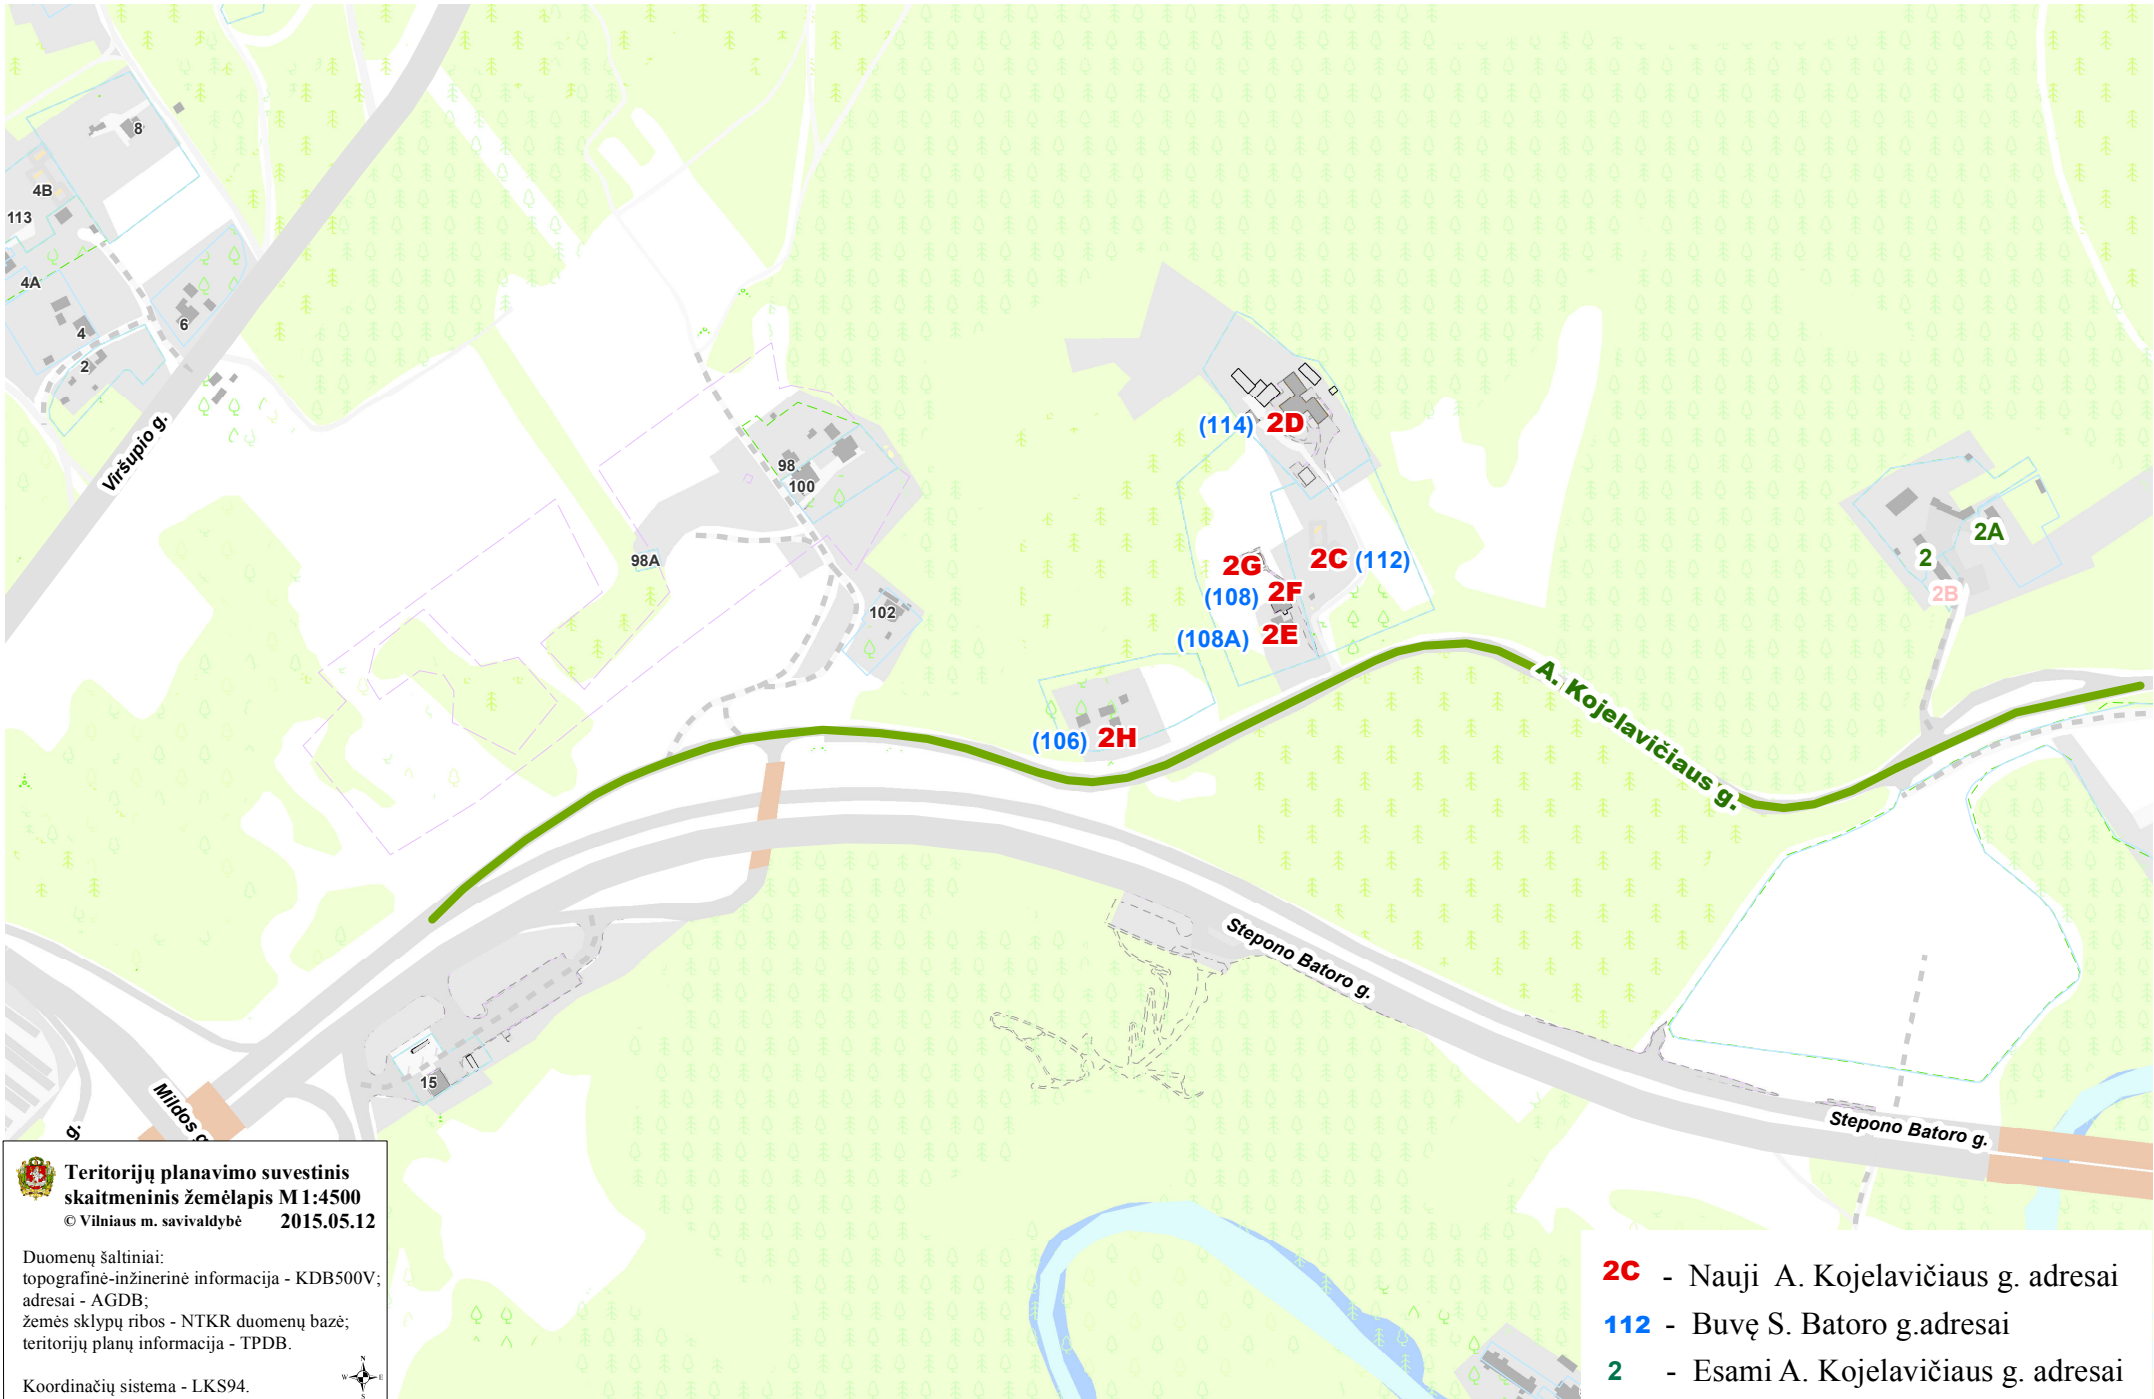 8
4B
113
4A
4
2
6
Viršupio g.
98
100
98A
102
(114) 2D
2G
2C (112)
(108) 2F
(108A) 2E
(106) 2H
2A
2
2B
A. Kojelavičiaus g.
Stepono Batoro g.
Stepono Batoro g.
15
Mildos g
g.
Teritorijų planavimo suvestinis
skaitmeninis žemėlapis M 1:4500
© Vilniaus m. savivaldybė 2015.05.12
Duomenų šaltiniai:
topografinė-inžinerinė informacija - KDB500V;
adresai - AGDB;
žemės sklypų ribos - NTKR duomenų bazė;
teritorijų planų informacija - TPDB.
Koordinačių sistema - LKS94.
N
W E
S
2C - Nauji A. Kojelavičiaus g. adresai
112 - Buvę S. Batoro g.adresai
2 - Esami A. Kojelavičiaus g. adresai